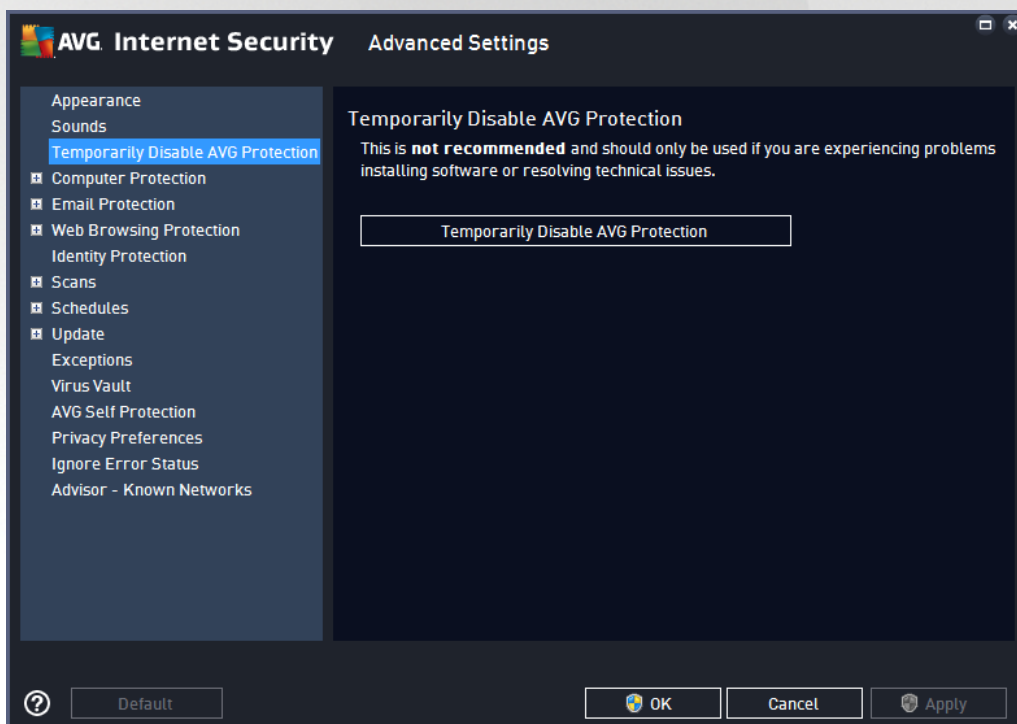 AVG. Internet Security Advanced Settings
Appearance
Sounds
Temporarily Disable AVG Protection
Computer Protection
Email Protection
Web Browsing Protection
Identity Protection
Scans
Schedules
Update
Exceptions
Virus Vault
AVG Self Protection
Privacy Preferences
Ignore Error Status
Advisor - Known Networks
Temporarily Disable AVG Protection
This is not recommended and should only be used if you are experiencing problems
installing software or resolving technical issues.
Temporarily Disable AVG Protection
? Default OK Cancel Apply